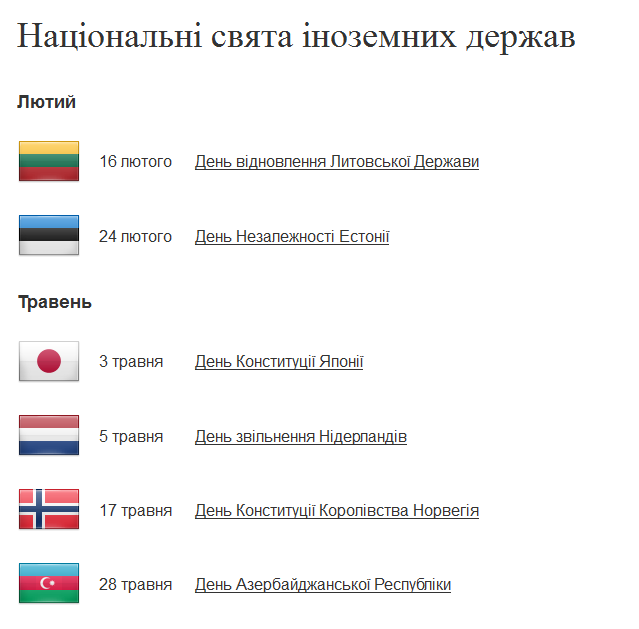 Національні свята іноземних держав
Лютий
16 лютого День відновлення Литовської Держави
24 лютого День Незалежності Естонії
Травень
3 травня День Конституції Японії
5 травня День звільнення Нідерландів
17 травня День Конституції Королівства Норвегія
28 травня День Азербайджанської Республіки